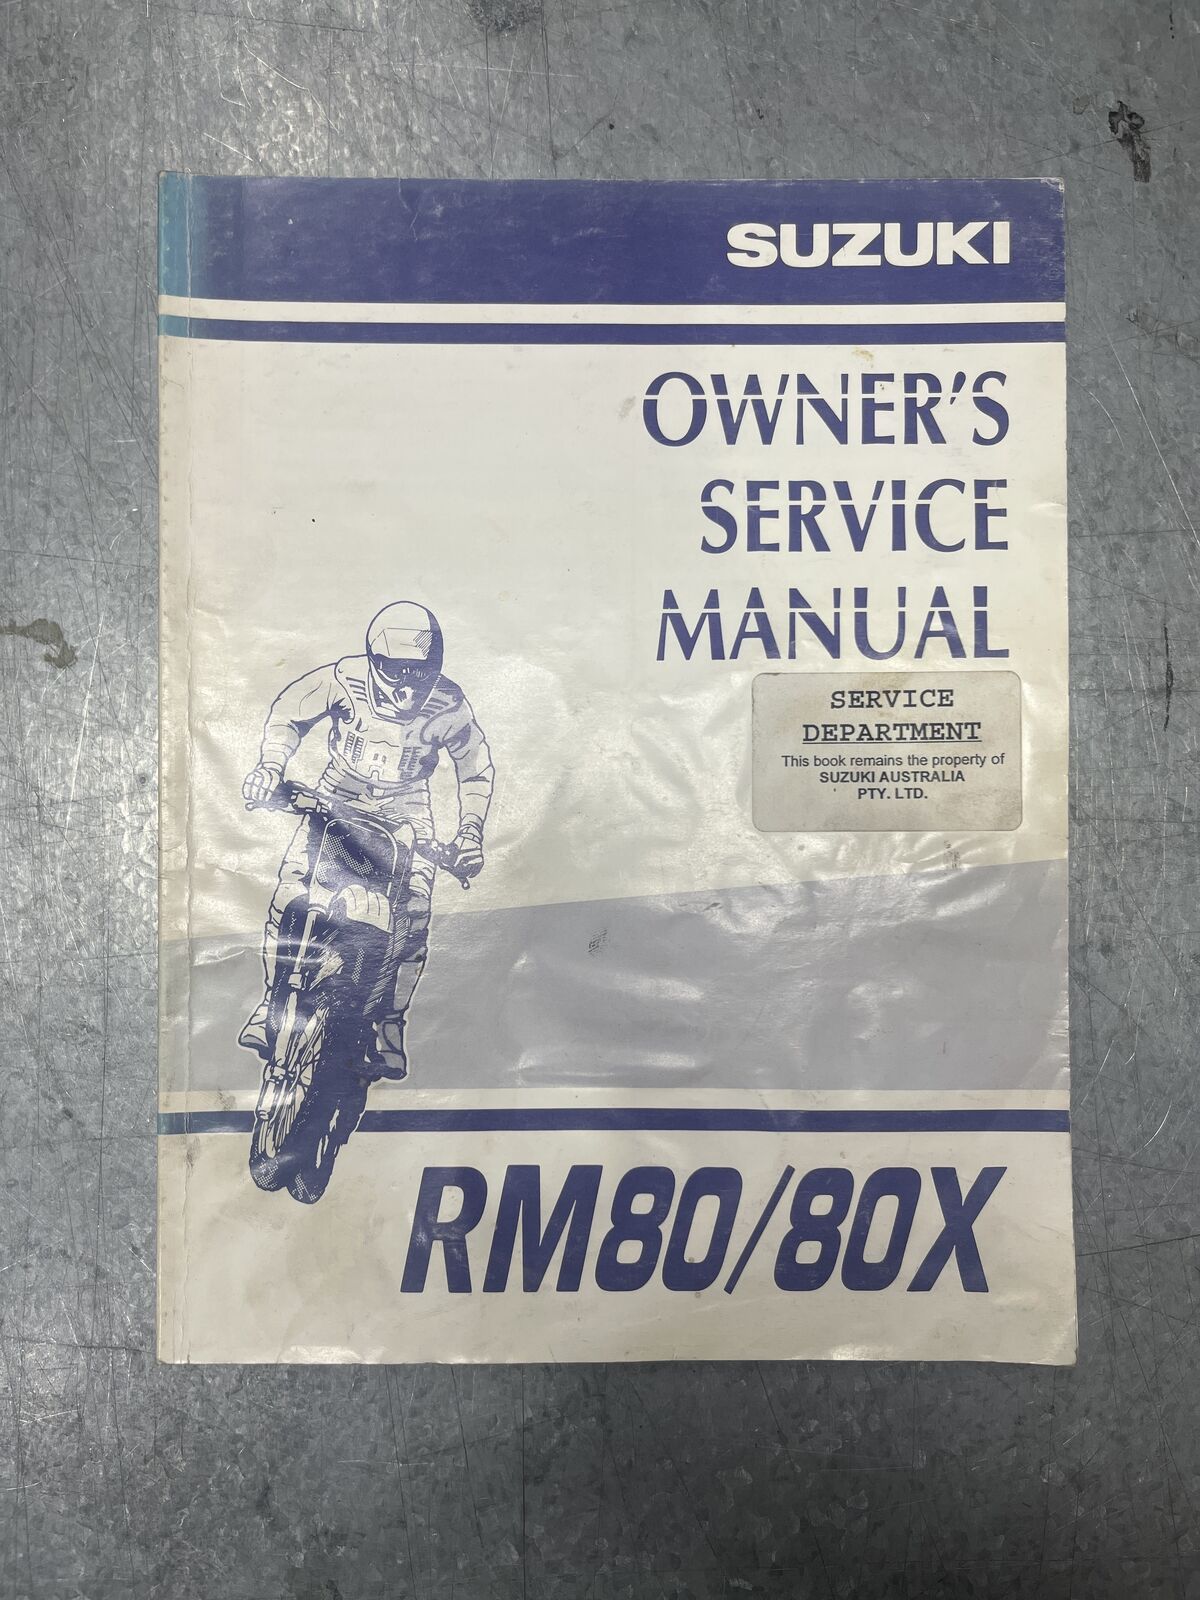 SUZUKI
OWNER'S
SERVICE
MANUAL
SERVICE
DEPARTMENT
This book remains the property of
SUZUKI AUSTRALIA
PTY. LTD.
RM80/80X